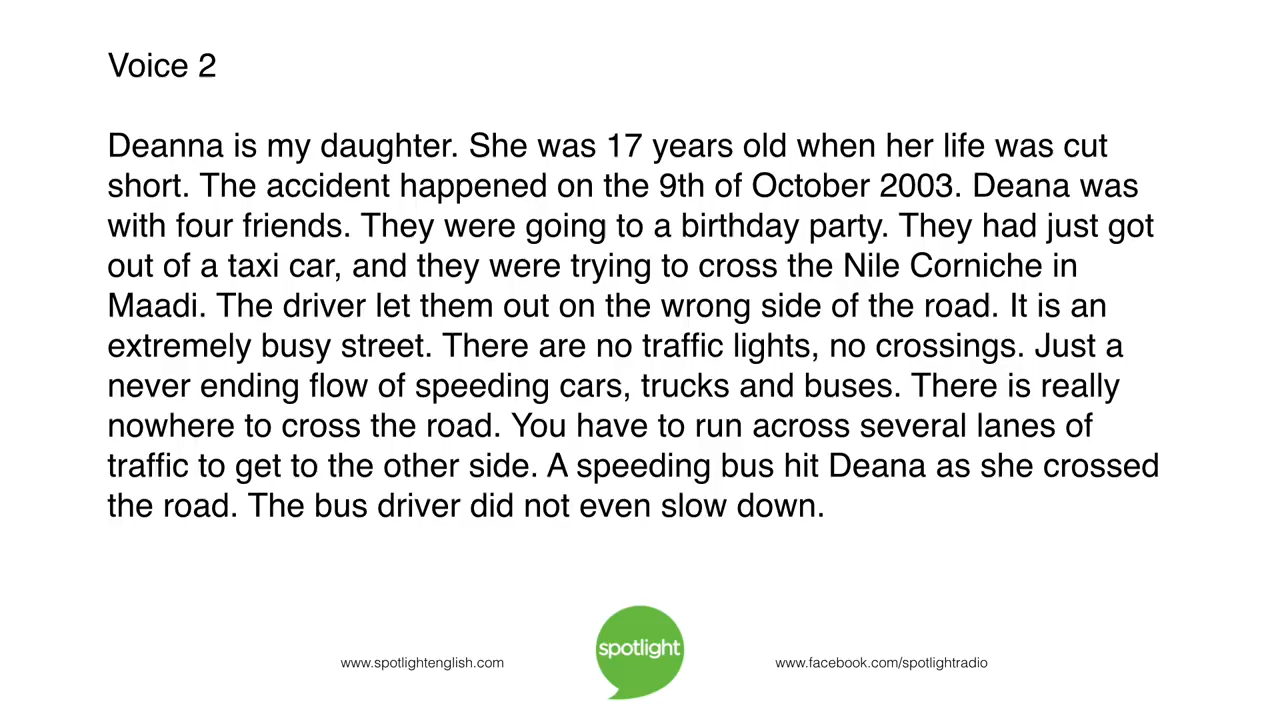 Voice 2
Deanna is my daughter. She was 17 years old when her life was cut
short. The accident happened on the 9th of October 2003. Deana was
with four friends. They were going to a birthday party. They had just got
out of a taxi car, and they were trying to cross the Nile Corniche in
Maadi. The driver let them out on the wrong side of the road. It is an
extremely busy street. There are no traffic lights, no crossings. Just a
never ending flow of speeding cars, trucks and buses. There is really
nowhere to cross the road. You have to run across several lanes of
traffic to get to the other side. A speeding bus hit Deana as she crossed
the road. The bus driver did not even slow down.
www.spotlightenglish.com
spotlight
www.facebook.com/spotlightradio